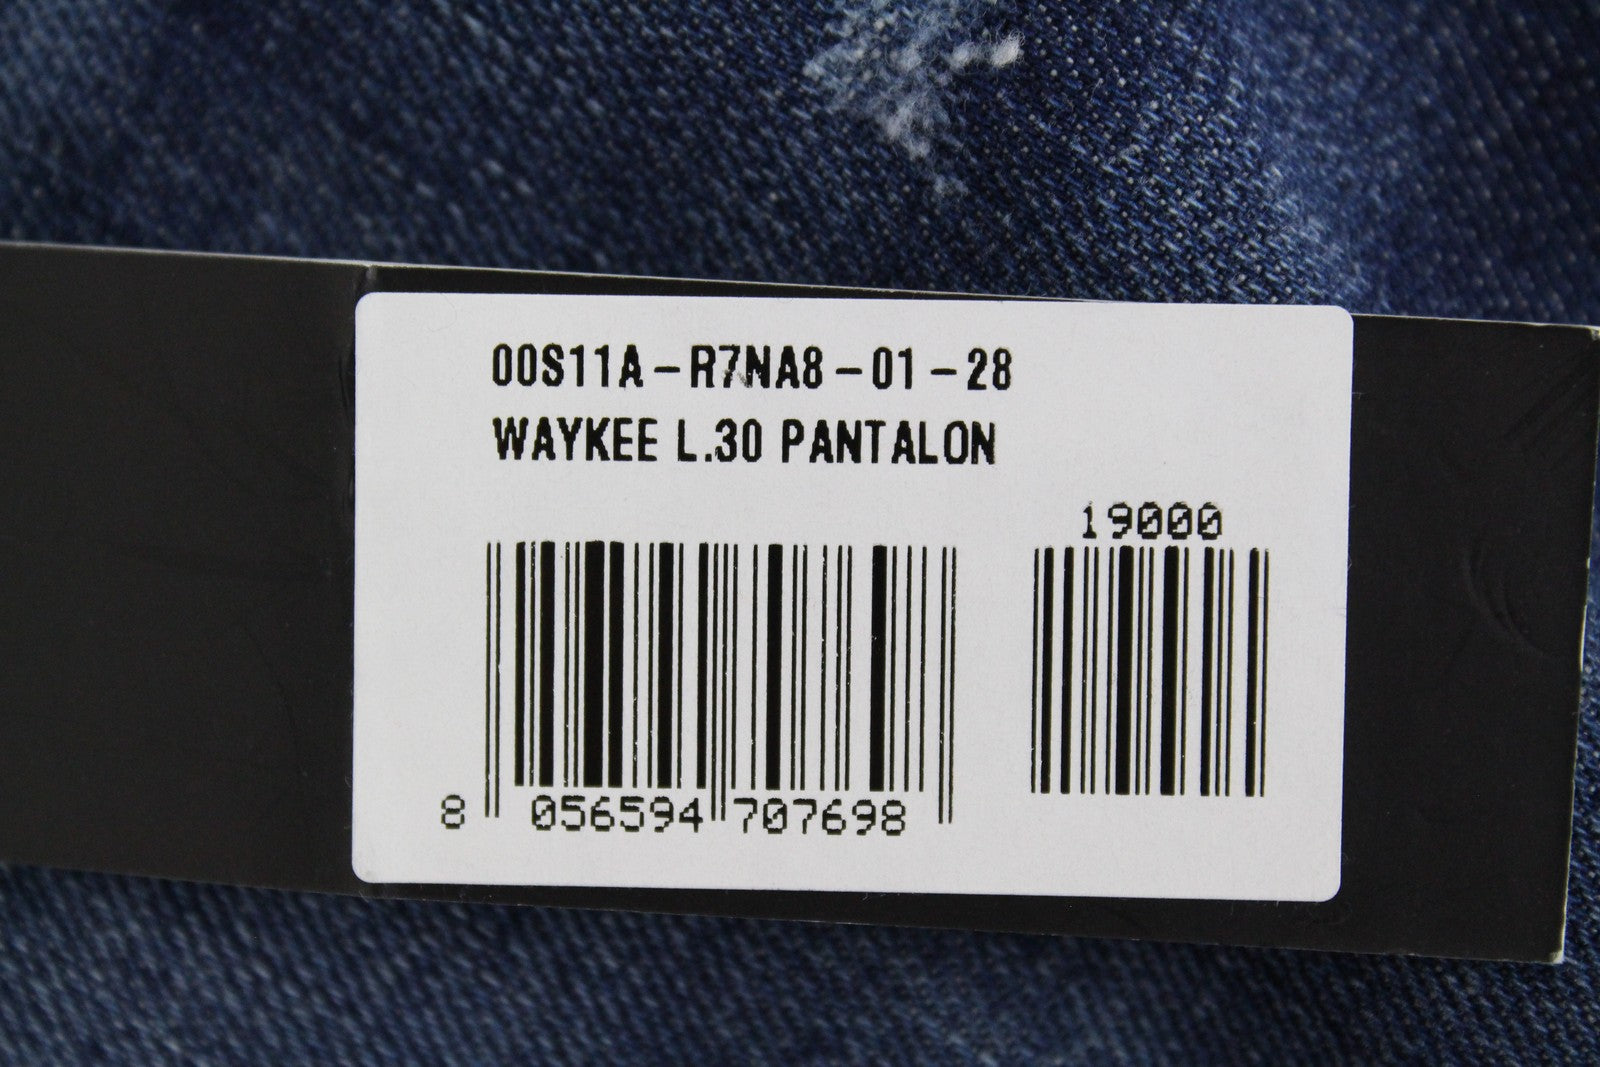 00S11A-R7NA8-01-28
WAYKEE L.30 PANTALON
19000
8 056594 707698